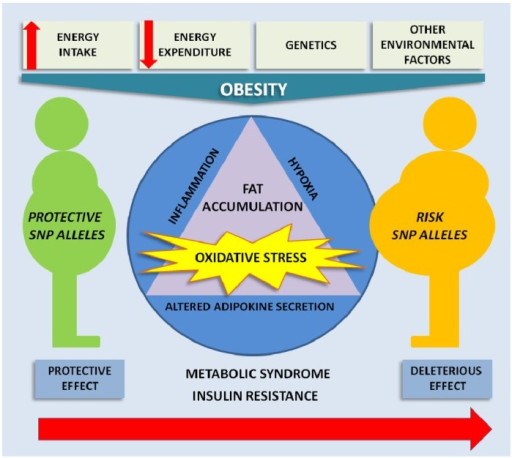 ENERGY
INTAKE
ENERGY
EXPENDITURE
GENETICS
OTHER
ENVIRONMENTAL
FACTORS
OBESITY
INFLAMMATION
HYPOXIA
FAT
ACCUMULATION
OXIDATIVE STRESS
ALTERED ADIPOKINE SECRETION
PROTECTIVE
SNP ALLELES
RISK
SNP ALLELES
PROTECTIVE
EFFECT
METABOLIC SYNDROME
INSULIN RESISTANCE
DELETERIOUS
EFFECT